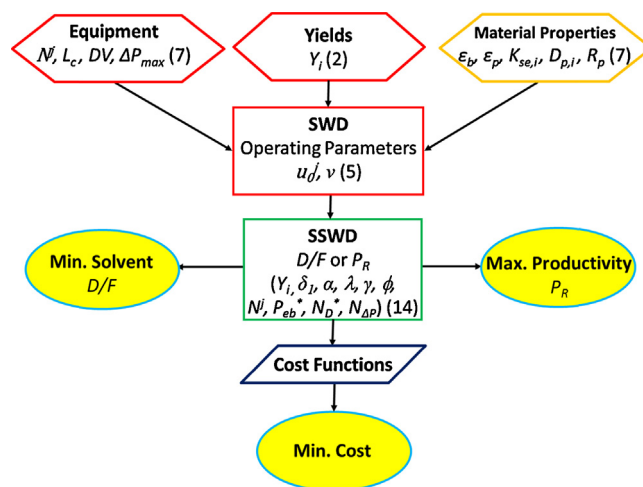 Equipment
Nʲ, L_c, DV, ΔP_max (7)
Yields
Y_i (2)
Material Properties
ε_b, ε_p, K_se,i, D_p,i, R_p (7)
SWD
Operating Parameters
u_0^j, ν (5)
SSWD
D/F or P_R
(Y_i, δ_1, α, λ, γ, ϕ,
N^j, P_eb*, N_D*, N_ΔP) (14)
Min. Solvent
D/F
Max. Productivity
P_R
Cost Functions
Min. Cost